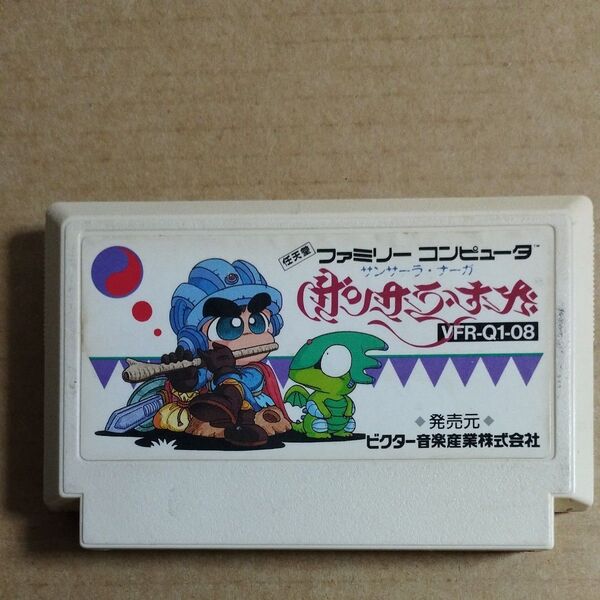 任天堂 ファミリー コンピュータ™
サンサーラ・ナーガ
サンサーラ・ナーガ
VFR-Q1-08
◆発売元◆
ビクター音楽産業株式会社